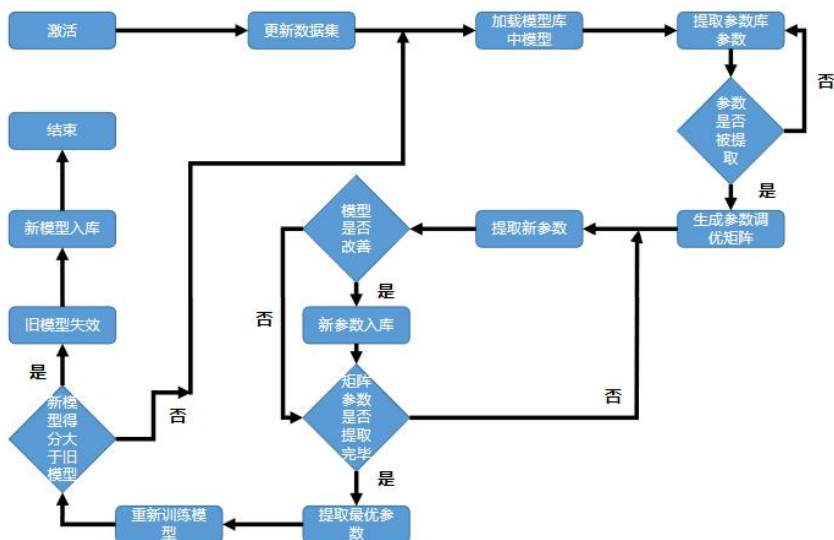 激活
更新数据集
加载模型库
中模型
提取参数库
参数
否
参数
是否
被提
取
是
结束
模型
是否
改善
提取新参数
生成参数调
优矩阵
新模型入库
是
否
新参数入库
旧模型失效
是
矩阵
参数
是否
提取
完毕
否
新模
型得
分大
于旧
模型
否
是
重新训练模
型
提取最优参
数